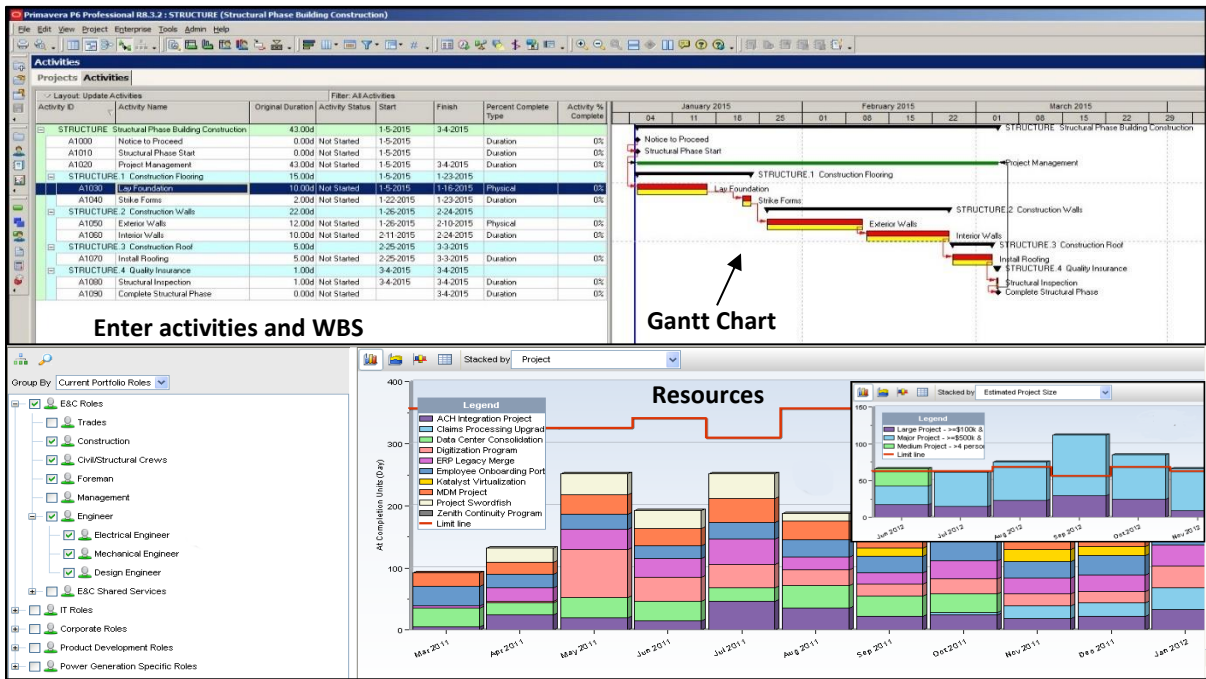 Primavera P6 Professional R8.3.2 : STRUCTURE (Structural Phase Building Construction)
File Edit View Project Enterprise Tools Admin Help
Activities
Projects Activities
Layout: Update Activities Filter: All Activities
Activity ID Activity Name Original Duration Activity Status Start Finish Percent Complete Type Activity % Complete
STRUCTURE Structural Phase Building Construction 43.00d 1-5-2015 3-4-2015
A1000 Notice to Proceed 0.00d Not Started 1-5-2015 Duration 0%
A1010 Structural Phase Start 0.00d Not Started 1-5-2015 Duration 0%
A1020 Project Management 43.00d Not Started 1-5-2015 3-4-2015 Duration 0%
STRUCTURE.1 Construction Flooring 15.00d 1-5-2015 1-23-2015
A1030 Lay Foundation 10.00d Not Started 1-5-2015 1-16-2015 Physical 0%
A1040 Strike Forms 2.00d Not Started 1-22-2015 1-23-2015 Duration 0%
STRUCTURE.2 Construction Walls 22.00d 1-26-2015 2-24-2015
A1050 Exterior Walls 12.00d Not Started 1-26-2015 2-10-2015 Physical 0%
A1060 Interior Walls 10.00d Not Started 2-11-2015 2-24-2015 Duration 0%
STRUCTURE.3 Construction Roof 5.00d 2-25-2015 3-3-2015
A1070 Install Roofing 5.00d Not Started 2-25-2015 3-3-2015 Duration 0%
STRUCTURE.4 Quality Insurance 1.00d 3-4-2015 3-4-2015
A1080 Structural Inspection 1.00d Not Started 3-4-2015 3-4-2015 Duration 0%
A1090 Complete Structural Phase 0.00d Not Started 3-4-2015 Duration 0%
Enter activities and WBS
January 2015 February 2015 March 2015
04 11 18 25 01 08 15 22 01 08 15 22 29
STRUCTURE Structural Phase Building Construction
Notice to Proceed
Structural Phase Start
Project Management
STRUCTURE.1 Construction Flooring
Lay Foundation
Strike Forms
STRUCTURE.2 Construction Walls
Exterior Walls
Interior Walls
STRUCTURE.3 Construction Roof
Install Roofing
STRUCTURE.4 Quality Insurance
Structural Inspection
Complete Structural Phase
Gantt Chart
Group By Current Portfolio Roles
E&C Roles
Trades
Construction
Civil/Structural Crews
Foreman
Management
Engineer
Electrical Engineer
Mechanical Engineer
Design Engineer
E&C Shared Services
IT Roles
Corporate Roles
Product Development Roles
Power Generation Specific Roles
Stacked by Project
Resources
At Completion Units (Day)
400
300
200
100
0
Legend
ACH Integration Project
Claims Processing Upgrad
Data Center Consolidation
Digitization Program
ERP Legacy Merge
Employee Onboarding Port
Katalyst Virtualization
MDM Project
Project Swordfish
Zenith Continuity Program
Limit line
Mar 2011 Apr 2011 May 2011 Jun 2011 Jul 2011 Aug 2011 Sep 2011 Oct 2011 Nov 2011 Dec 2011 Jan 2012
Stacked by Estimated Project Size
150
100
50
0
Legend
Large Project - >=$100k &
Major Project - >=$500k &
Medium Project - >4 perso
Limit line
Jun 2012 Jul 2012 Aug 2012 Sep 2012 Oct 2012 Nov 2012